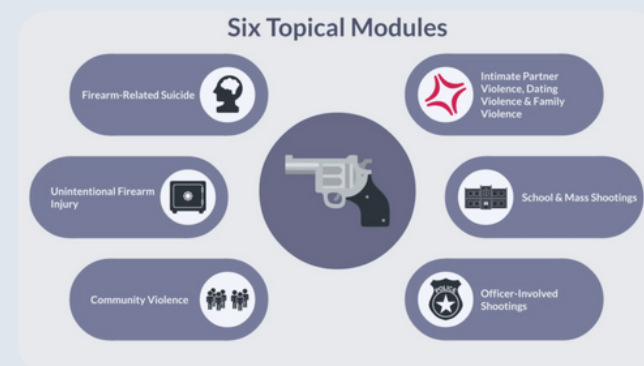 Six Topical Modules
Firearm-Related Suicide
Intimate Partner
Violence, Dating
Violence & Family
Violence
Unintentional Firearm
Injury
School & Mass Shootings
Community Violence
POLICE
Officer-Involved
Shootings